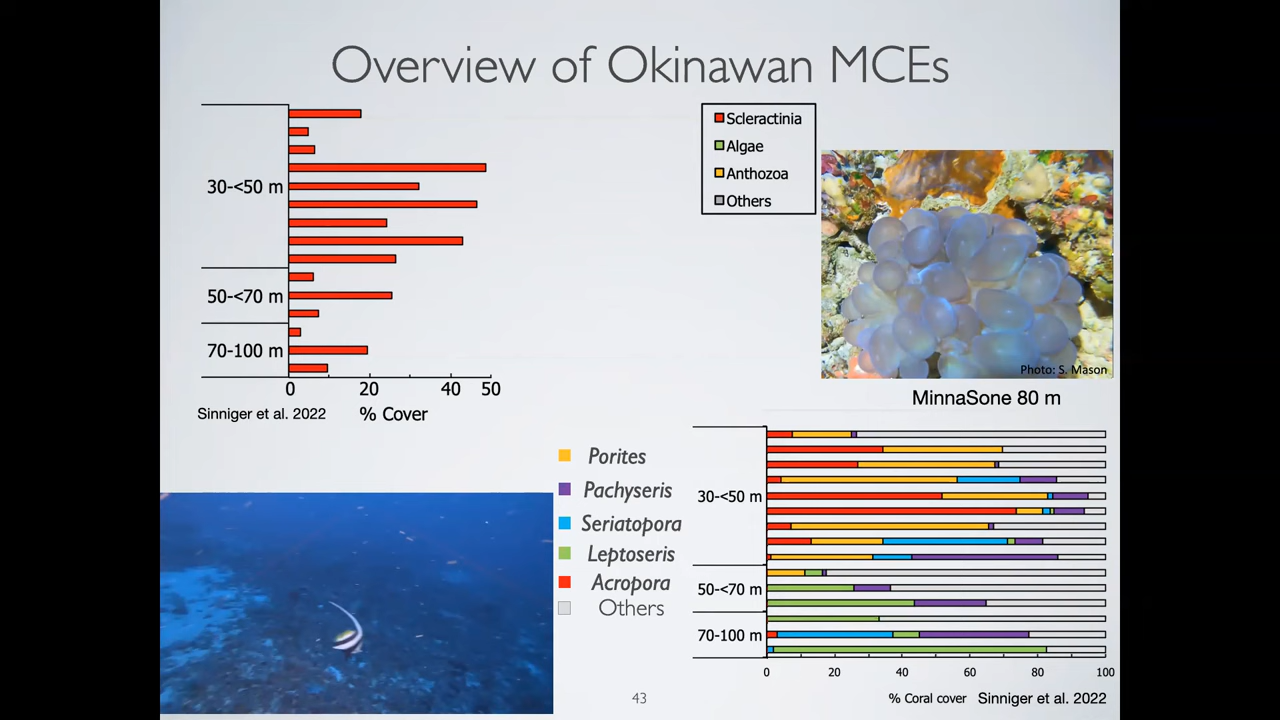 Overview of Okinawan MCEs
30-<50 m
50-<70 m
70-100 m
0 20 40 50
Sinniger et al. 2022 % Cover
Scleractinia
Algae
Anthozoa
Others
Photo: S. Mason
MinnaSone 80 m
Porites
Pachyseris
Seriatopora
Leptoseris
Acropora
Others
30-<50 m
50-<70 m
70-100 m
0 20 40 60 80 100
% Coral cover Sinniger et al. 2022
43